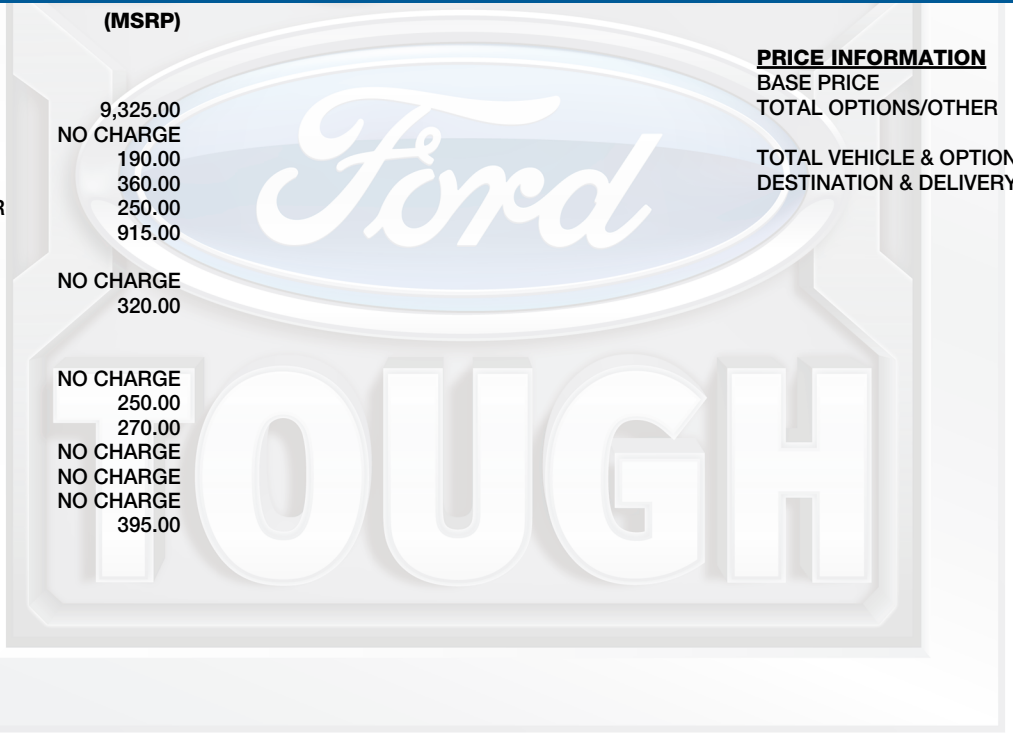 (MSRP)
9,325.00
NO CHARGE
190.00
360.00
R 250.00
915.00
NO CHARGE
320.00
NO CHARGE
250.00
270.00
NO CHARGE
NO CHARGE
NO CHARGE
395.00
PRICE INFORMATION
BASE PRICE
TOTAL OPTIONS/OTHER
TOTAL VEHICLE & OPTION
DESTINATION & DELIVERY
Ford
TOUGH